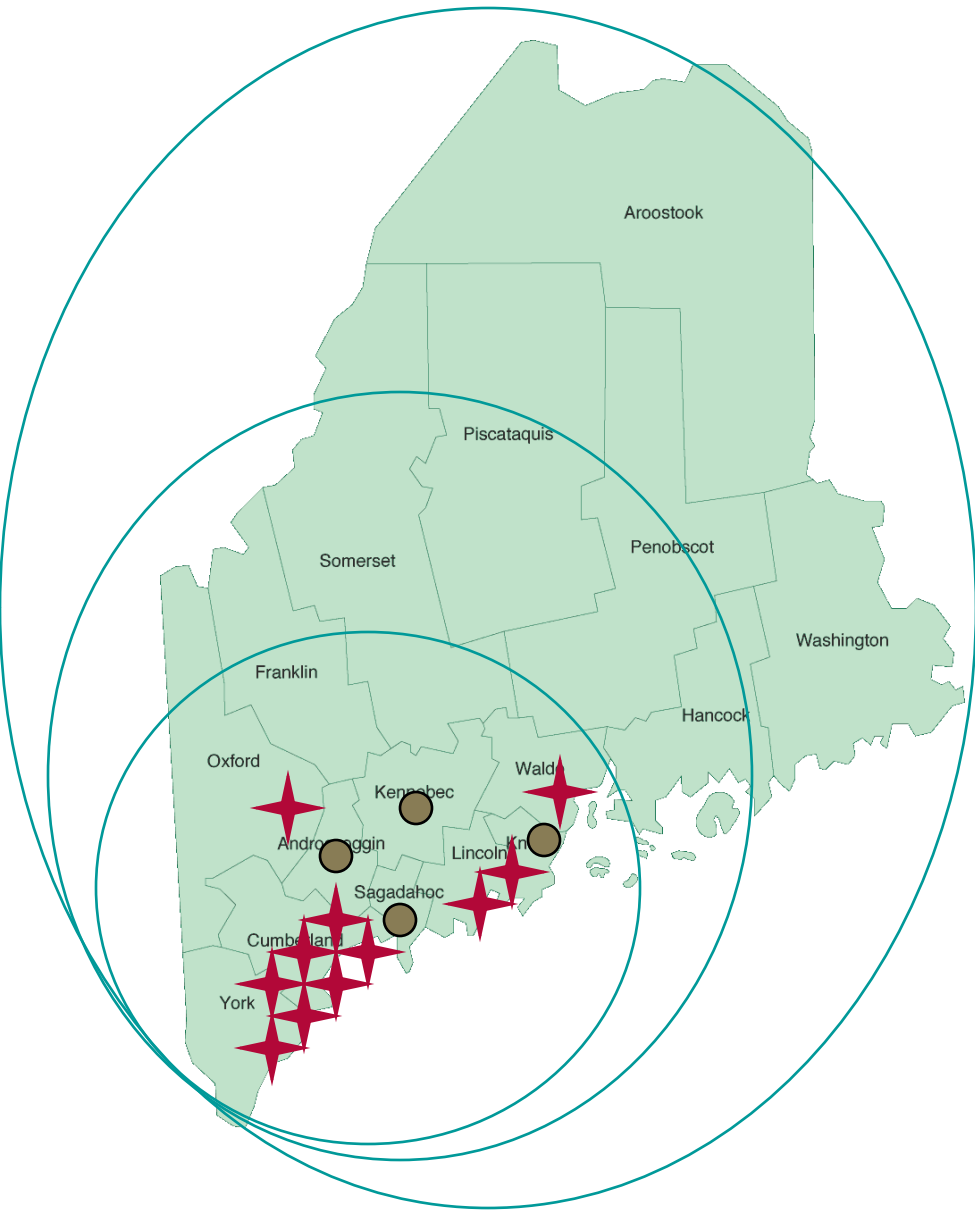 Aroostook
Piscataquis
Penobscot
Somerset
Washington
Franklin
Hancock
Oxford
Waldo
Kennebec
Androscoggin
Lincoln
Sagadahoc
Cumberland
York